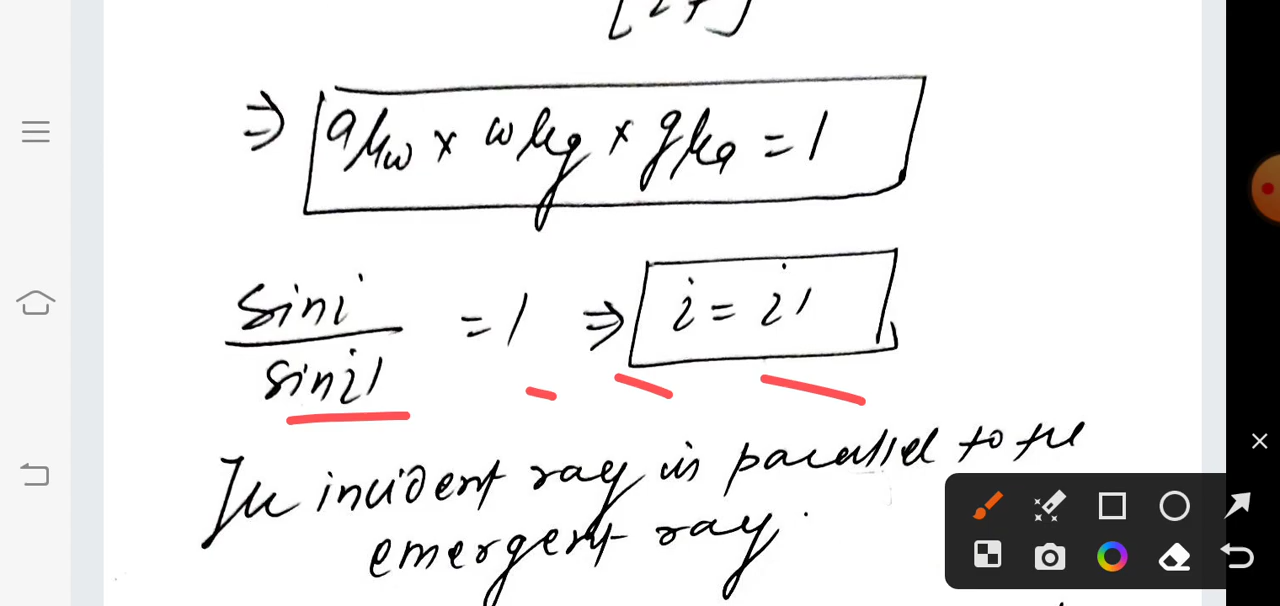 ⇒ aμw × wμg × gμa = 1
sin i / sin i' = 1 ⇒ i = i'
The incident ray is parallel to the
emergent ray.